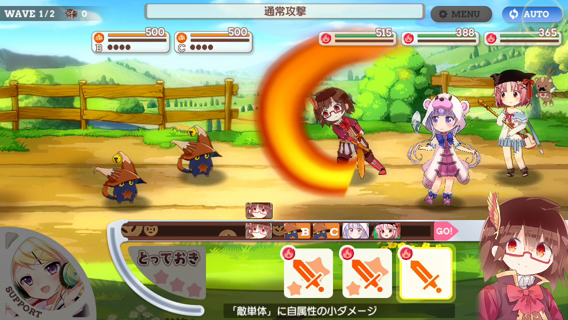 WAVE 1/2
0
通常攻撃
MENU
AUTO
500
B
500
C
515
388
365
B
C
GO!
SUPPORT
とっておき
「敵単体」に自属性の小ダメージ